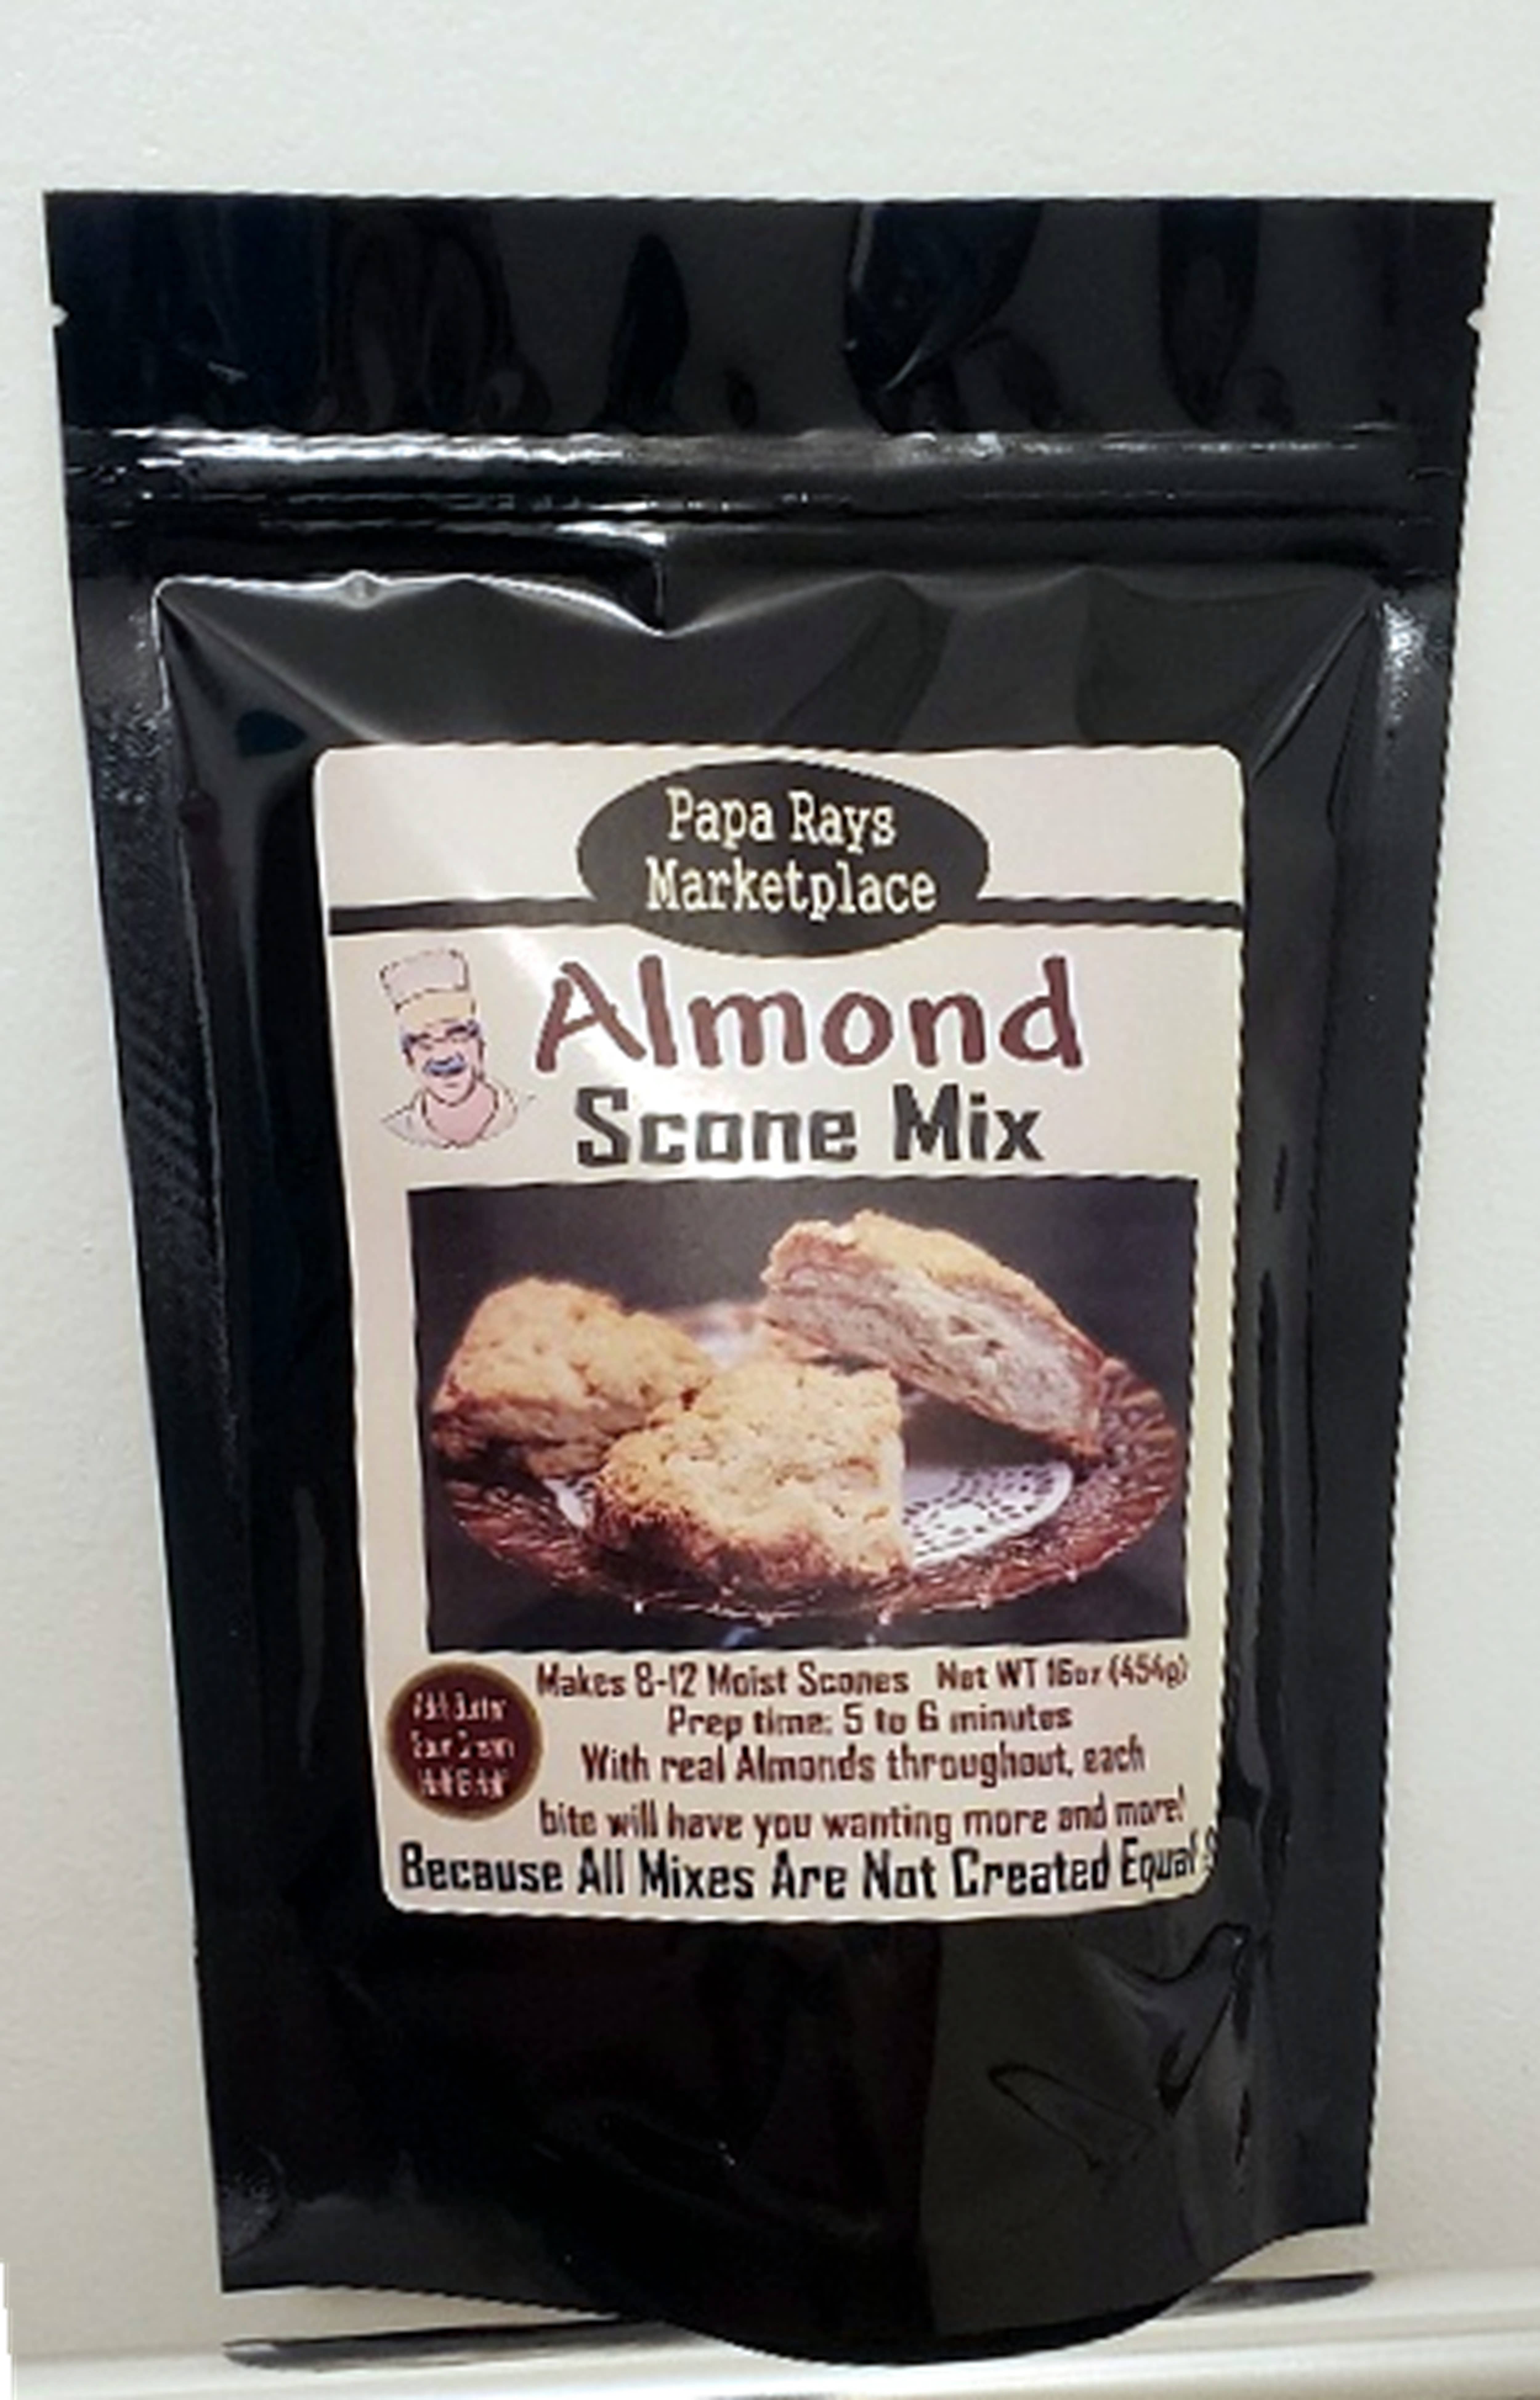 Papa Rays
Marketplace
Almond
Scone Mix
Makes 8-12 Moist Scones Net WT 16oz (454g)
Prep time: 5 to 6 minutes
With real Almonds throughout, each
bite will have you wanting more and more!
Because All Mixes Are Not Created Equal